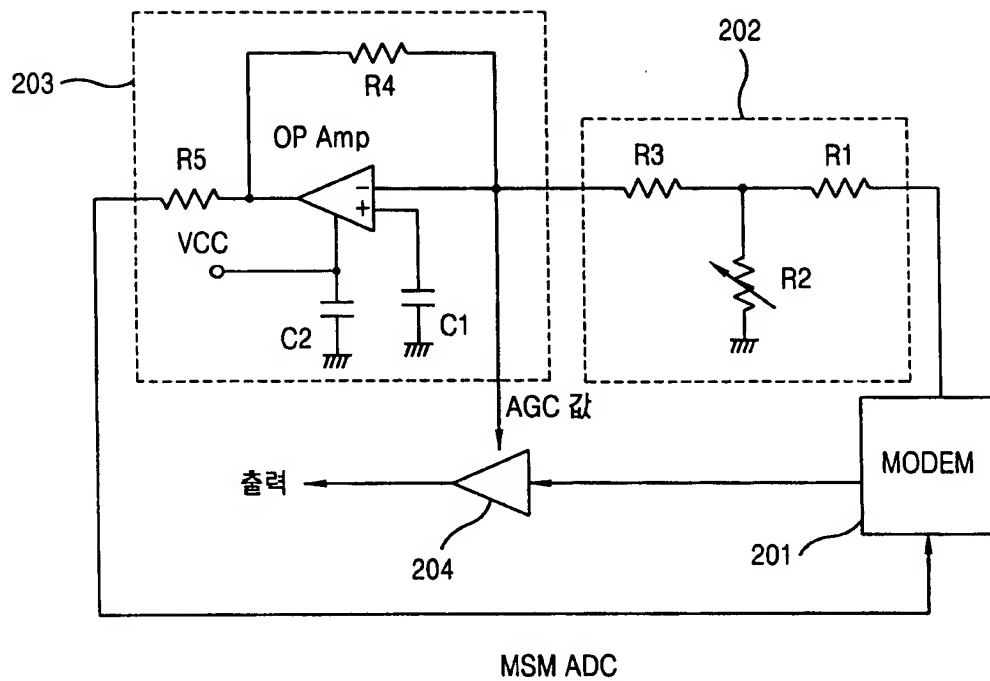 203
R4
202
OP Amp
R5
R3
R1
−
+
VCC
R2
C2
C1
AGC 값
MODEM
출력
204
201
MSM ADC